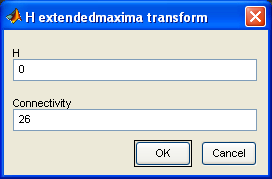 H extendedmaxima transform
H
0
Connectivity
26
OK
Cancel